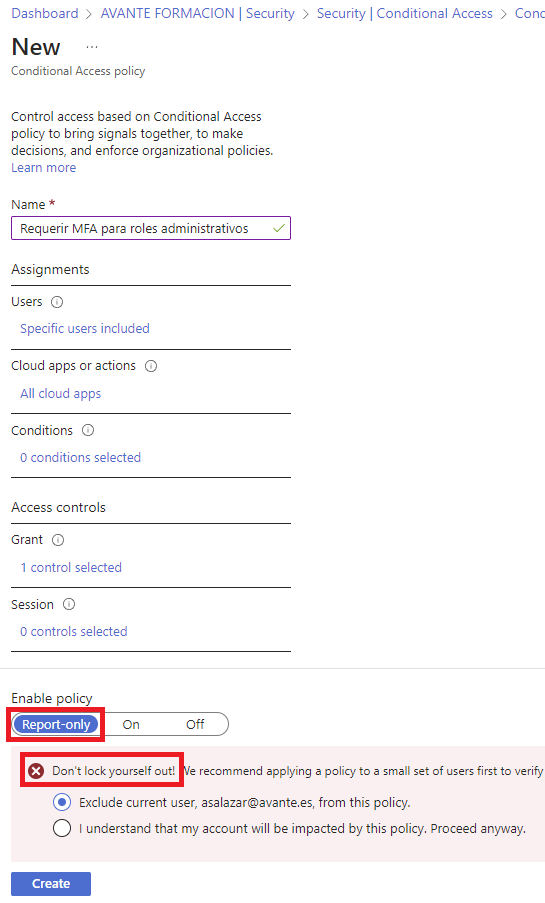 Dashboard > AVANTE FORMACION | Security > Security | Conditional Access > Conc
New ...
Conditional Access policy
Control access based on Conditional Access
policy to bring signals together, to make
decisions, and enforce organizational policies.
Learn more
Name *
Requerir MFA para roles administrativos
Assignments
Users
Specific users included
Cloud apps or actions
All cloud apps
Conditions
0 conditions selected
Access controls
Grant
1 control selected
Session
0 controls selected
Enable policy
Report-only On Off
Don't lock yourself out! We recommend applying a policy to a small set of users first to verify
Exclude current user, asalazar@avante.es, from this policy.
I understand that my account will be impacted by this policy. Proceed anyway.
Create